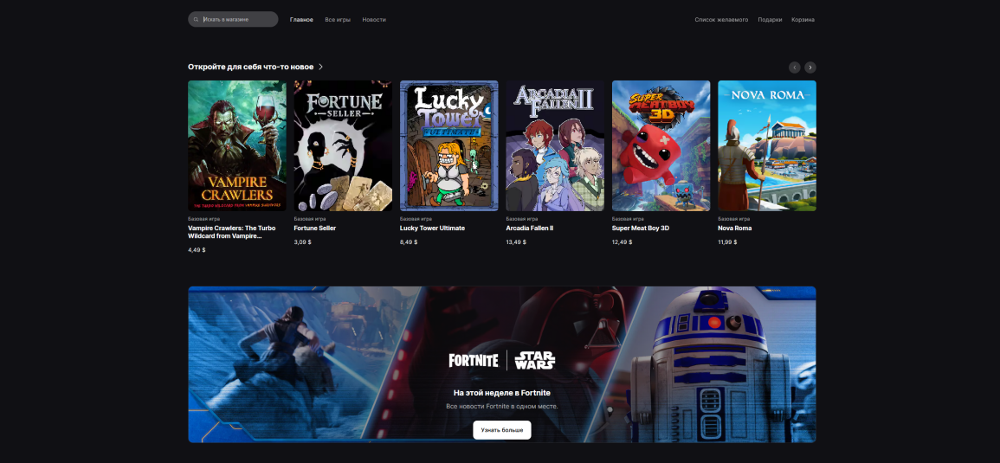 Искать в магазине
Главное
Все игры
Новости
Список желаемого
Подарки
Корзина
Откройте для себя что-то новое
VAMPIRE
CRAWLERS
THE TURBO WILDCARD FROM VAMPIRE SURVIVORS
FORTUNE
SELLER
Lucky
Tower
ULTIMATE
ARCADIA
FALLEN II
SUPER
MEAT BOY
3D
NOVA ROMA
Базовая игра
Vampire Crawlers: The Turbo
Wildcard from Vampire...
4,49 $
Базовая игра
Fortune Seller
3,09 $
Базовая игра
Lucky Tower Ultimate
8,49 $
Базовая игра
Arcadia Fallen II
13,49 $
Базовая игра
Super Meat Boy 3D
12,49 $
Базовая игра
Nova Roma
11,99 $
FORTNITE
STAR
WARS
На этой неделе в Fortnite
Все новости Fortnite в одном месте.
Узнать больше